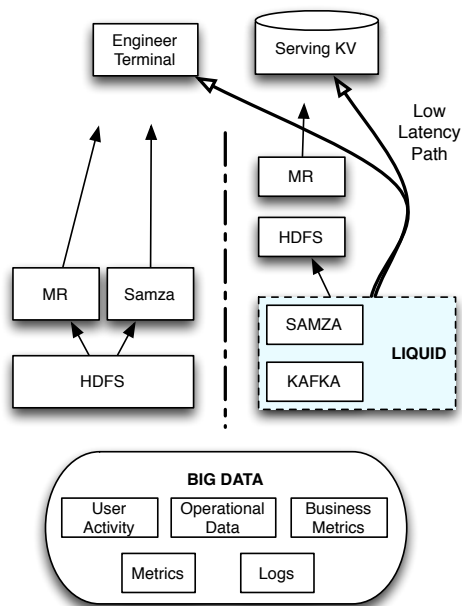 Engineer
Terminal
Serving KV
Low
Latency
Path
MR
HDFS
MR
Samza
HDFS
SAMZA
LIQUID
KAFKA
BIG DATA
User
Activity
Operational
Data
Business
Metrics
Metrics
Logs